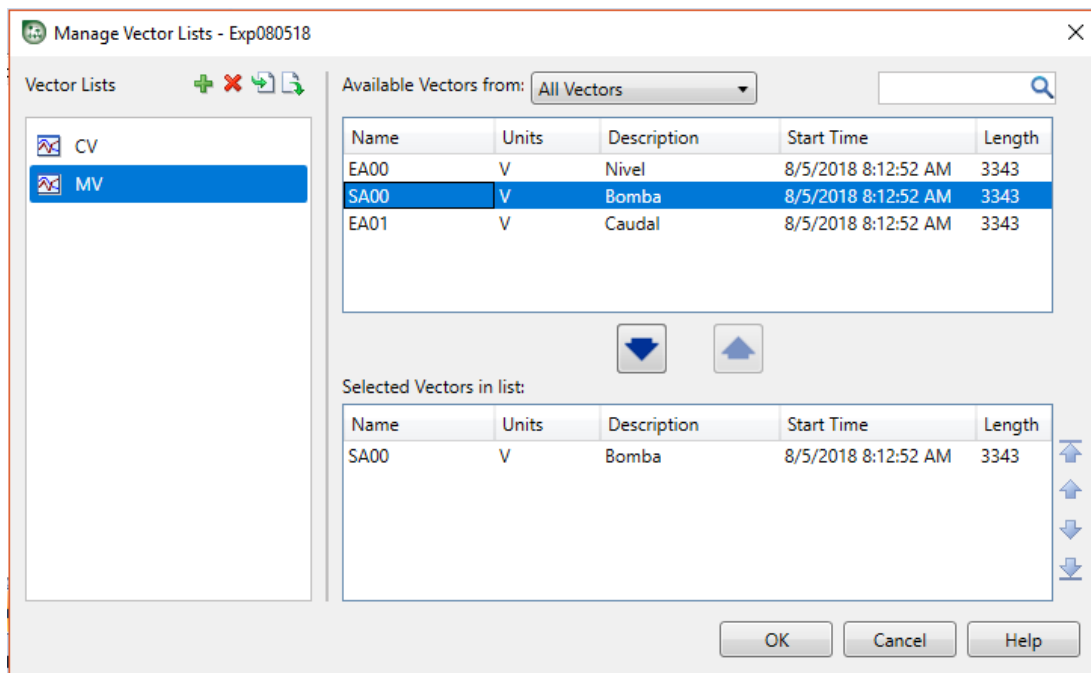 Manage Vector Lists - Exp080518
Vector Lists
CV
MV
Available Vectors from: All Vectors
Name Units Description Start Time Length
EA00 V Nivel 8/5/2018 8:12:52 AM 3343
SA00 V Bomba 8/5/2018 8:12:52 AM 3343
EA01 V Caudal 8/5/2018 8:12:52 AM 3343
Selected Vectors in list:
Name Units Description Start Time Length
SA00 V Bomba 8/5/2018 8:12:52 AM 3343
OK Cancel Help